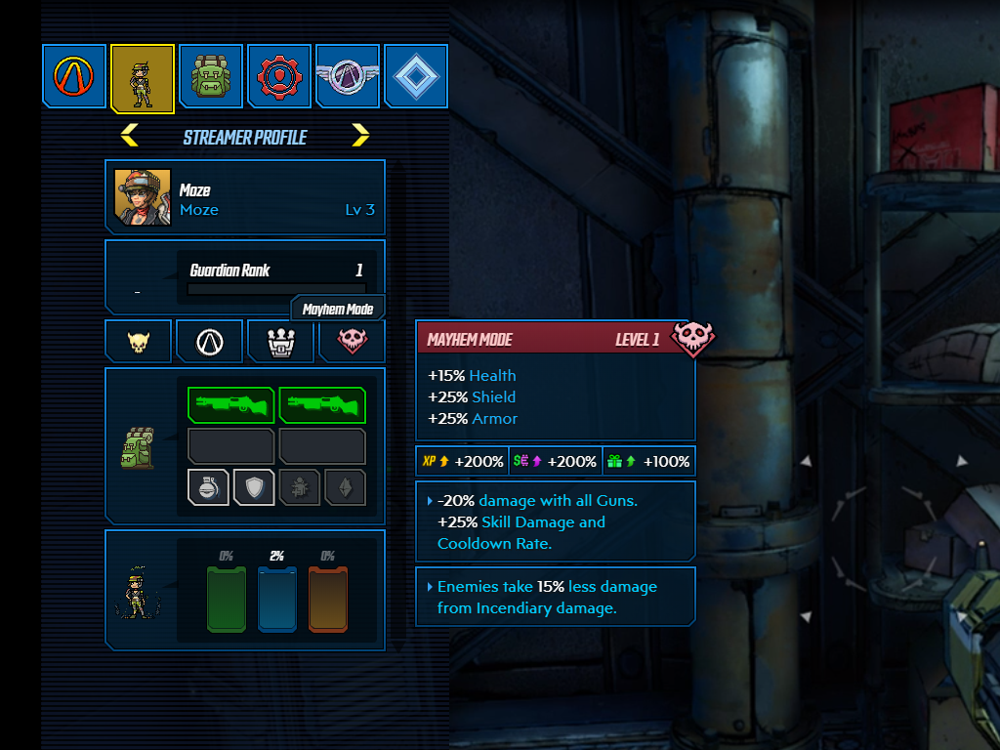 STREAMER PROFILE
Moze
Moze Lv 3
Guardian Rank 1
-
Mayhem Mode
MAYHEM MODE LEVEL 1
+15% Health
+25% Shield
+25% Armor
XP +200% $€ +200% +100%
-20% damage with all Guns.
+25% Skill Damage and
Cooldown Rate.
Enemies take 15% less damage
from Incendiary damage.
0% 2% 0%